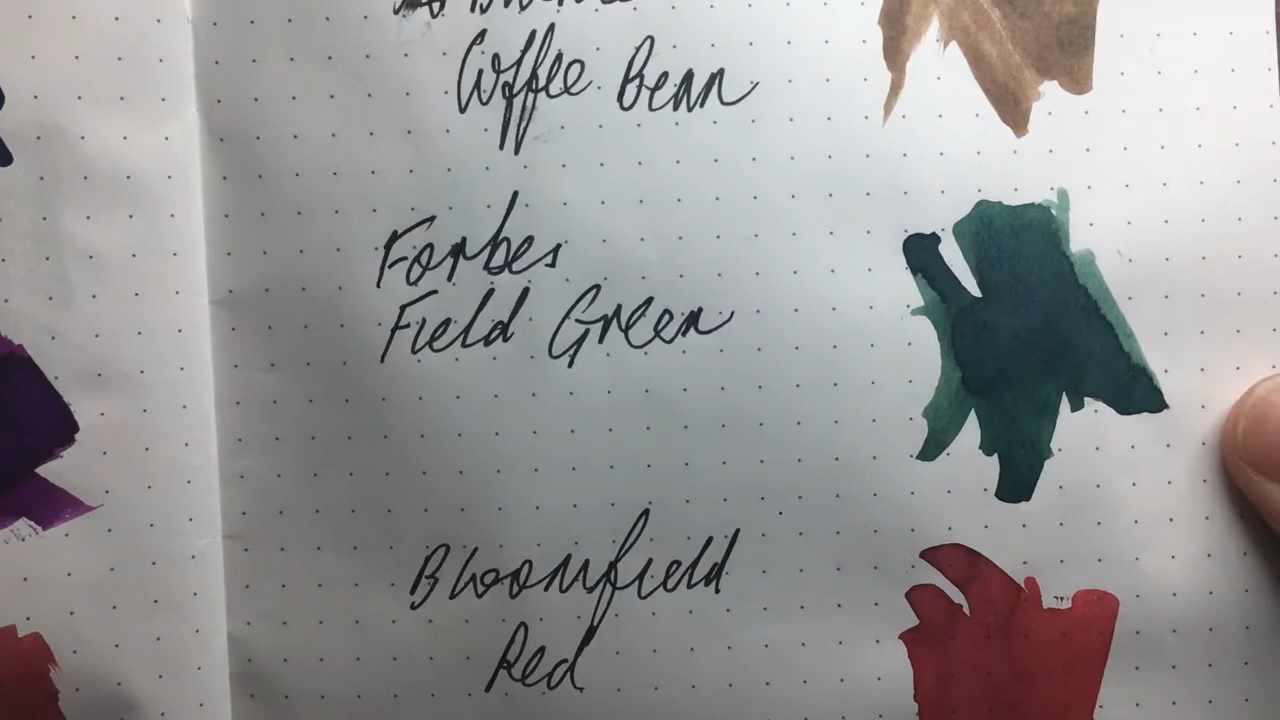 Coffee Bean
Forbes
Field Green
Bloomfield
Red